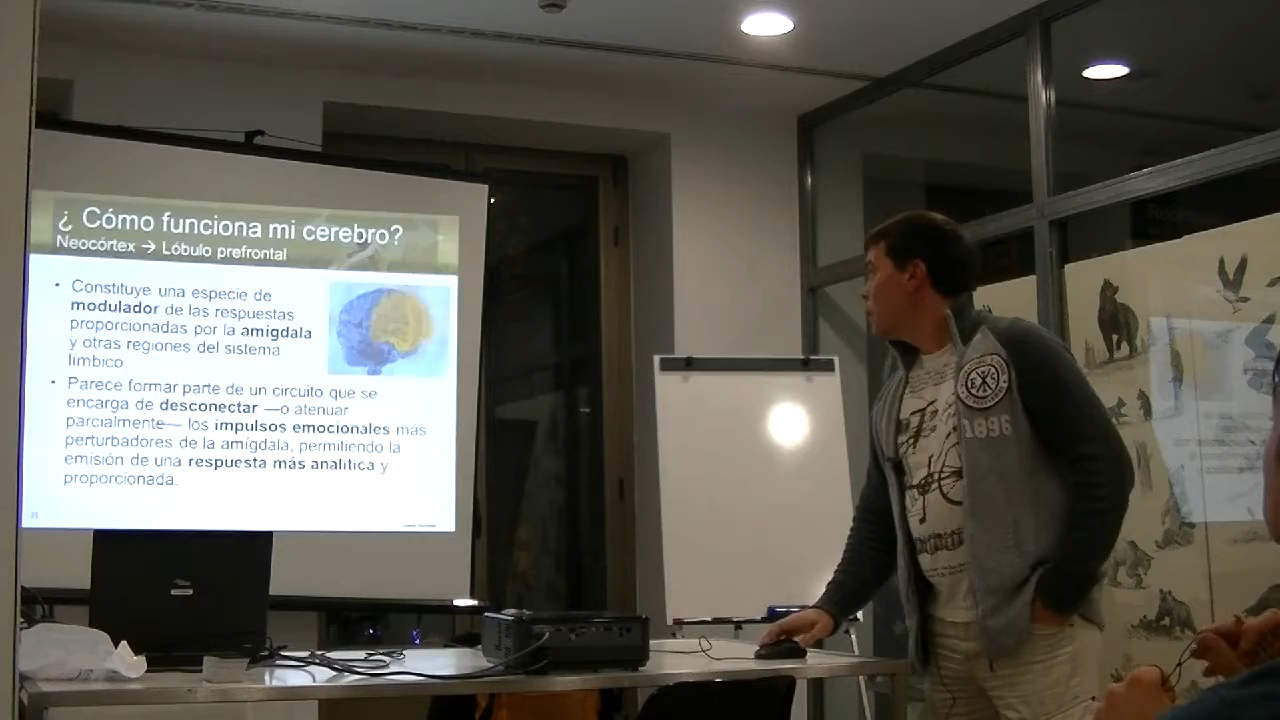 ¿ Cómo funciona mi cerebro?
Neocórtex → Lóbulo prefrontal
• Constituye una especie de
modulador de las respuestas
proporcionadas por la amígdala
y otras regiones del sistema
límbico.
• Parece formar parte de un circuito que se
encarga de desconectar —o atenuar
parcialmente— los impulsos emocionales más
perturbadores de la amígdala, permitiendo la
emisión de una respuesta más analítica y
proporcionada.
1896